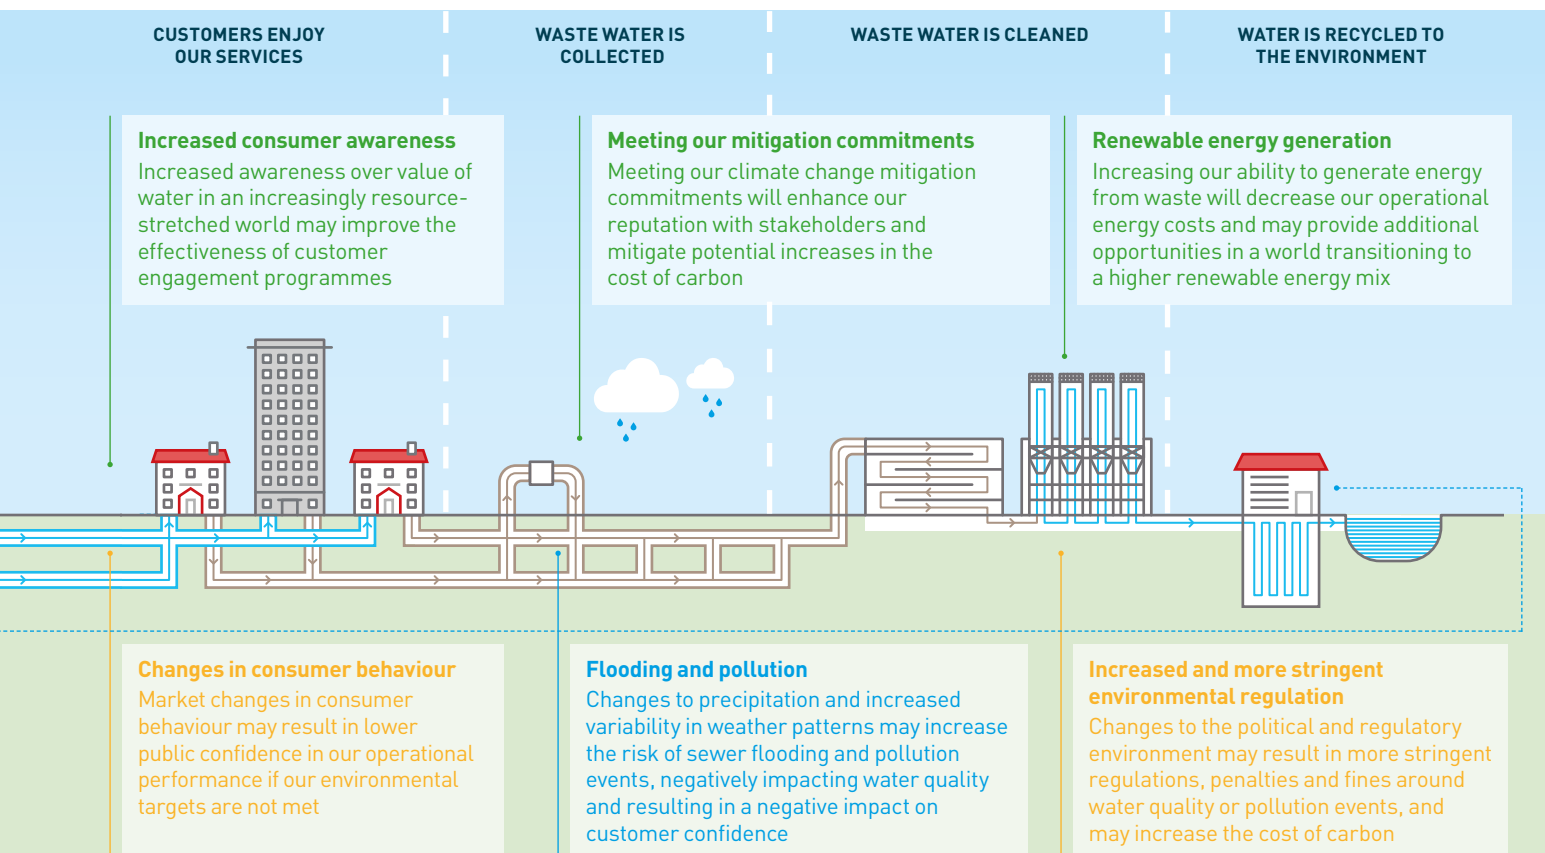 CUSTOMERS ENJOY
OUR SERVICES
WASTE WATER IS
COLLECTED
WASTE WATER IS CLEANED
WATER IS RECYCLED TO
THE ENVIRONMENT
Increased consumer awareness
Increased awareness over value of
water in an increasingly resource-
stretched world may improve the
effectiveness of customer
engagement programmes
Meeting our mitigation commitments
Meeting our climate change mitigation
commitments will enhance our
reputation with stakeholders and
mitigate potential increases in the
cost of carbon
Renewable energy generation
Increasing our ability to generate energy
from waste will decrease our operational
energy costs and may provide additional
opportunities in a world transitioning to
a higher renewable energy mix
Changes in consumer behaviour
Market changes in consumer
behaviour may result in lower
public confidence in our operational
performance if our environmental
targets are not met
Flooding and pollution
Changes to precipitation and increased
variability in weather patterns may increase
the risk of sewer flooding and pollution
events, negatively impacting water quality
and resulting in a negative impact on
customer confidence
Increased and more stringent
environmental regulation
Changes to the political and regulatory
environment may result in more stringent
regulations, penalties and fines around
water quality or pollution events, and
may increase the cost of carbon